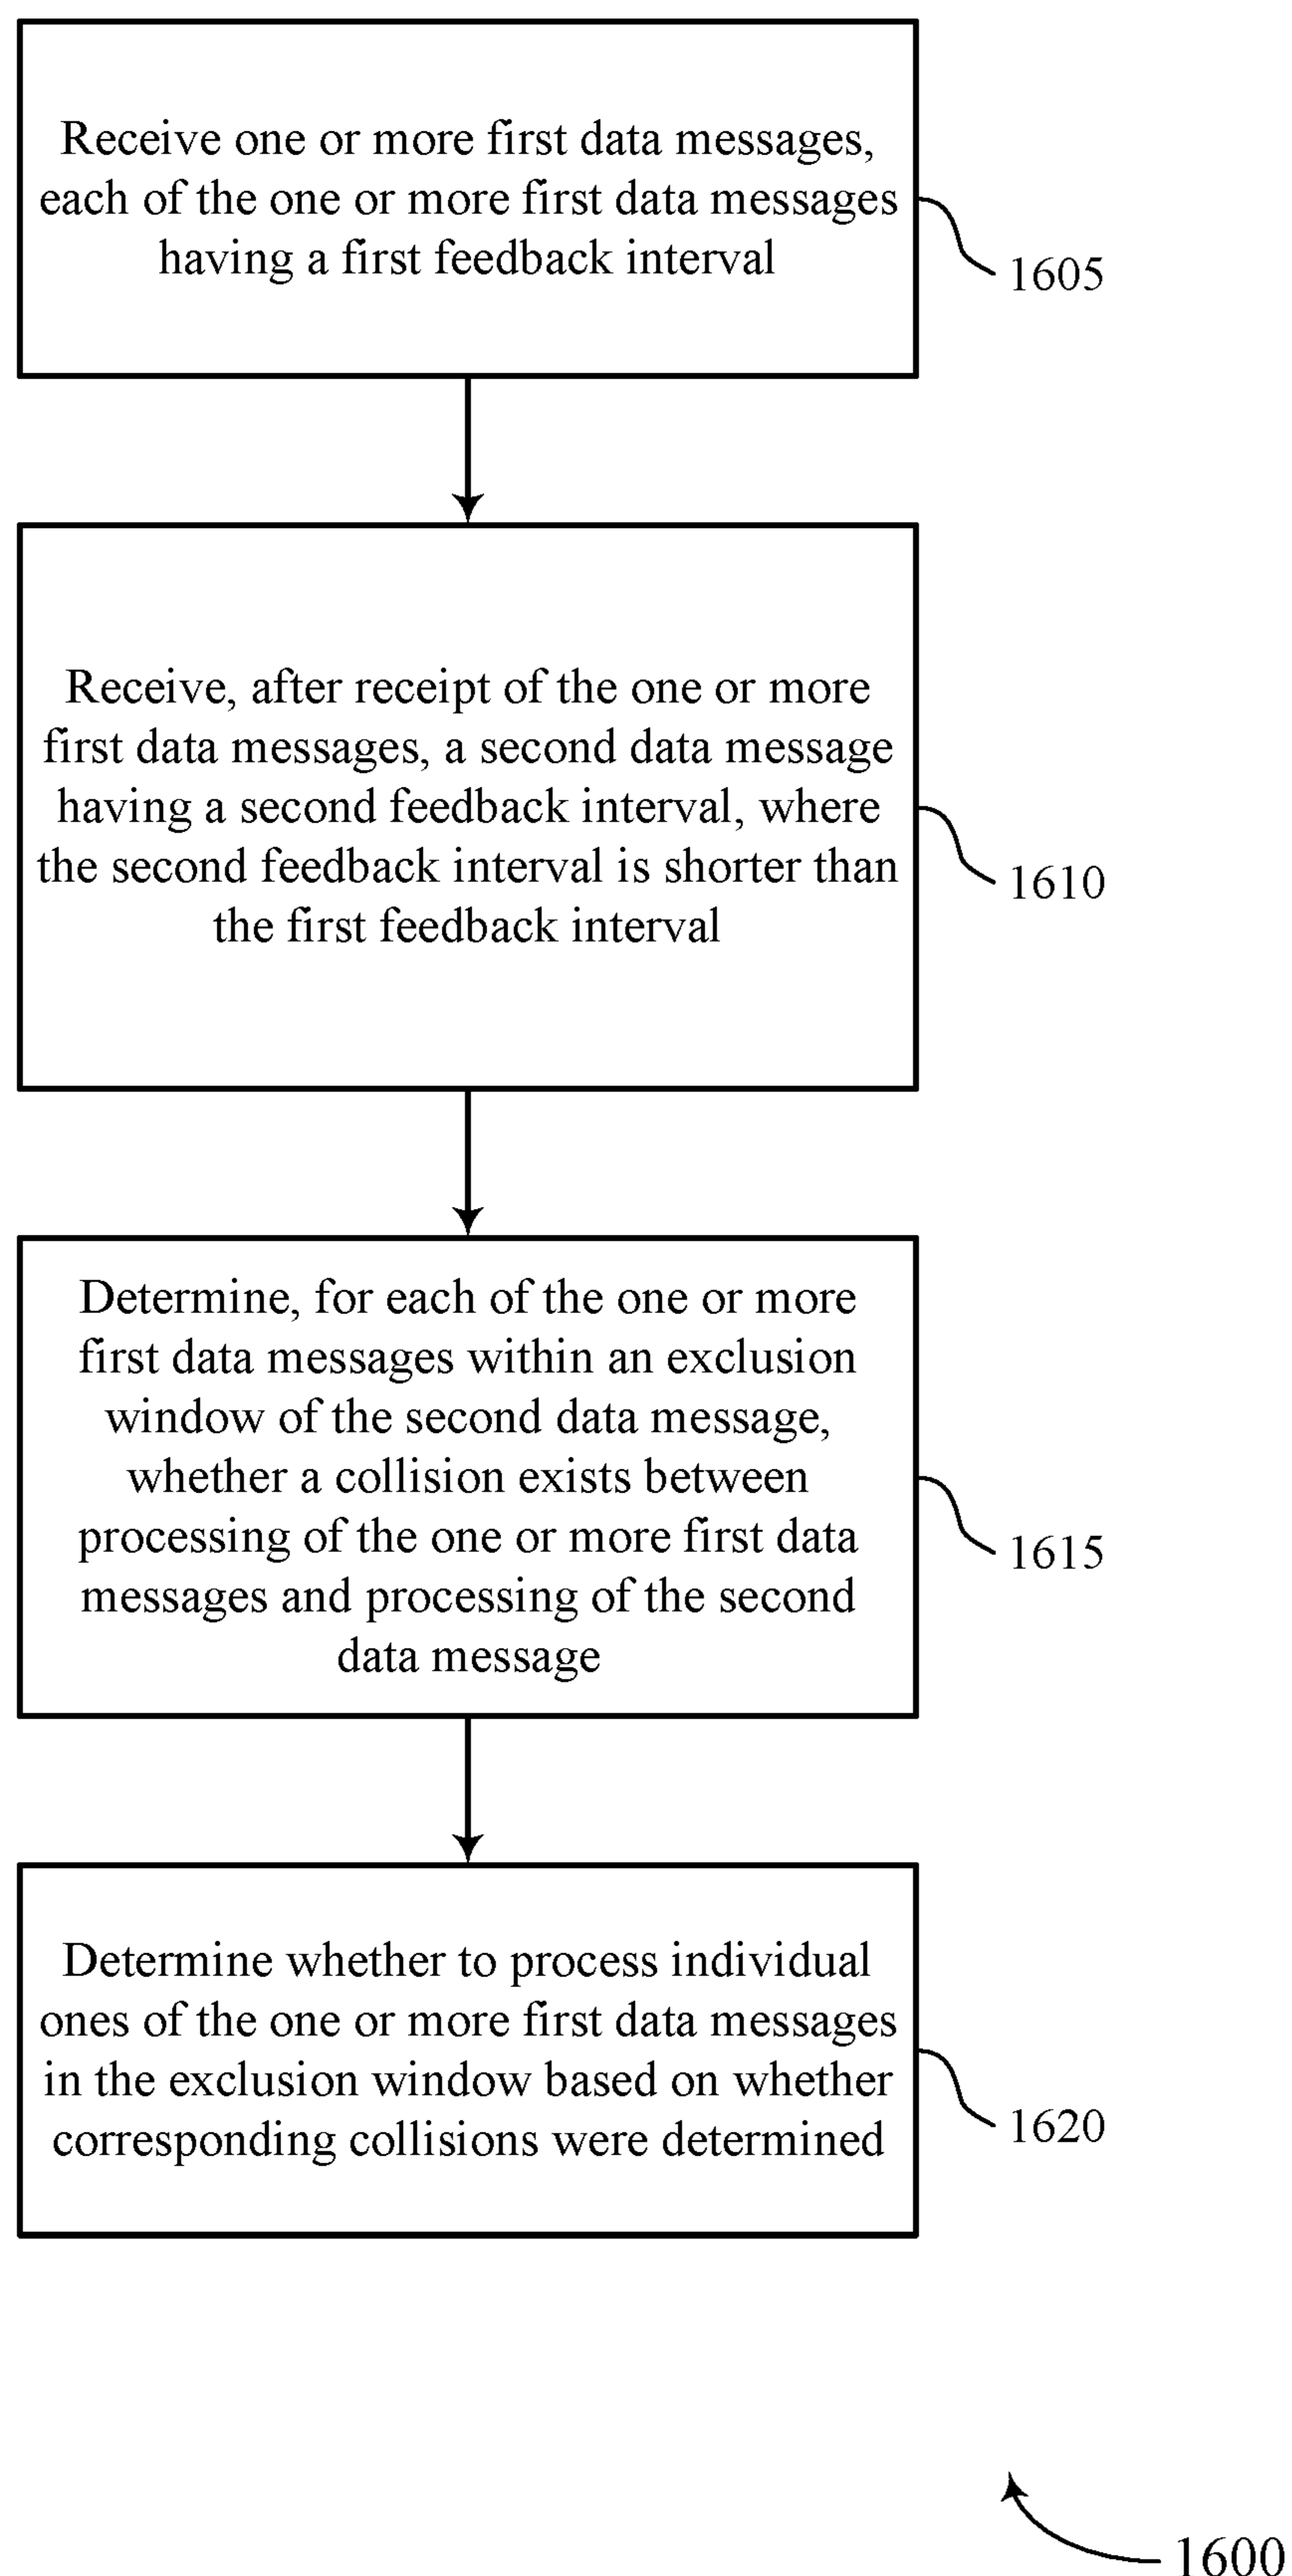 Receive one or more first data messages,
each of the one or more first data messages
having a first feedback interval
1605
Receive, after receipt of the one or more
first data messages, a second data message
having a second feedback interval, where
the second feedback interval is shorter than
the first feedback interval
1610
Determine, for each of the one or more
first data messages within an exclusion
window of the second data message,
whether a collision exists between
processing of the one or more first data
messages and processing of the second
data message
1615
Determine whether to process individual
ones of the one or more first data messages
in the exclusion window based on whether
corresponding collisions were determined
1620
1600